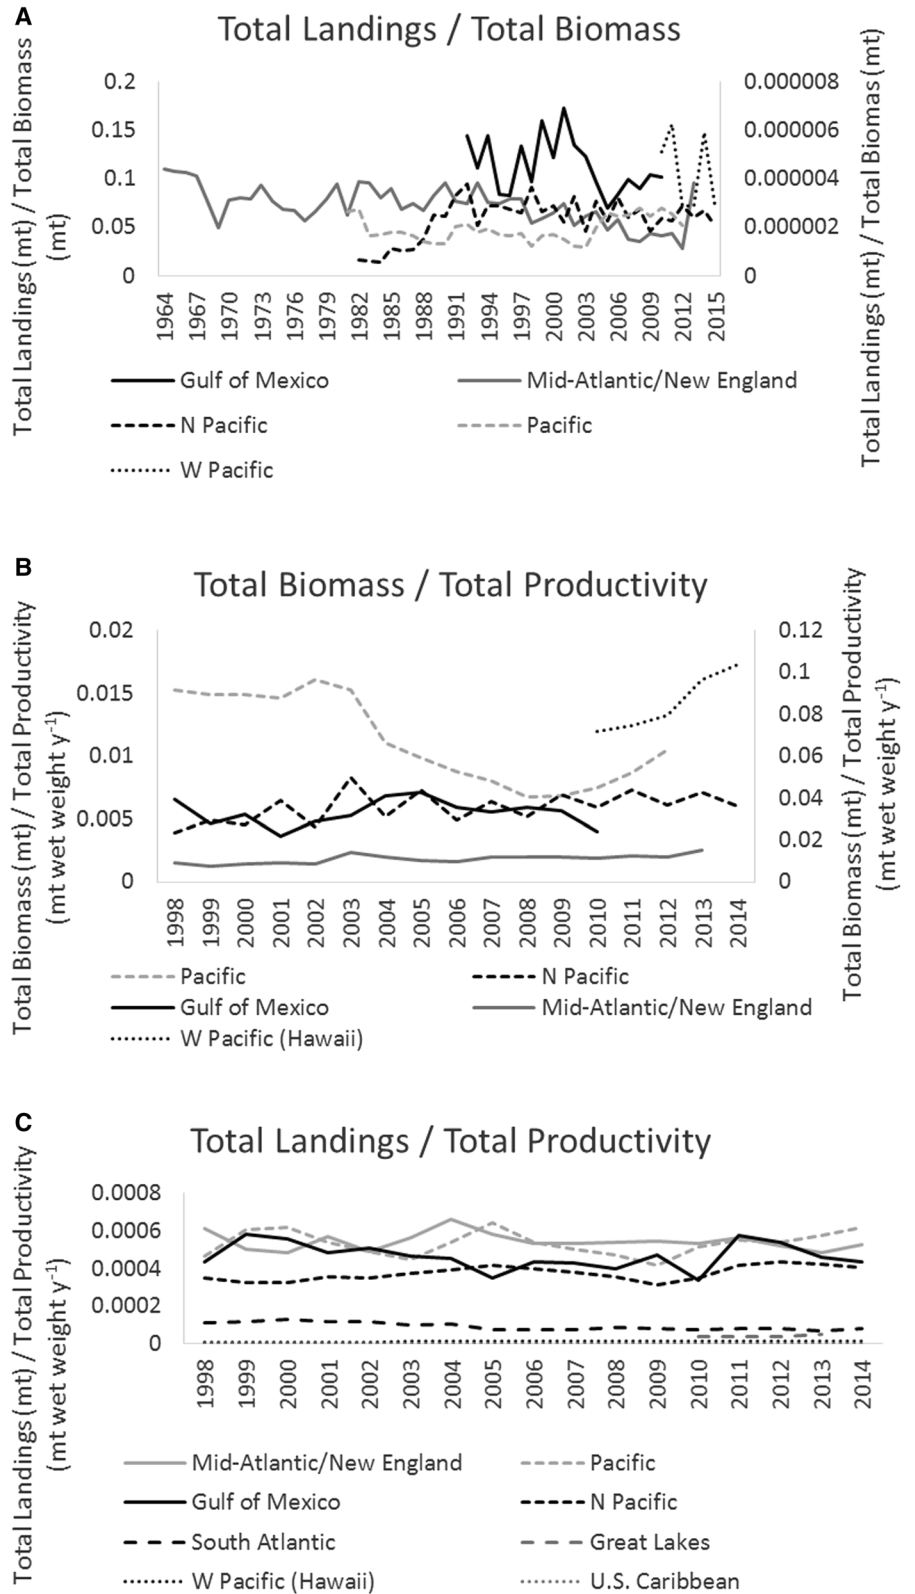 A
Total Landings / Total Biomass
Total Landings (mt) / Total Biomass
(mt)
0.2
0.15
0.1
0.05
0
0.000008
0.000006
0.000004
0.000002
0
Total Landings (mt) / Total Biomas (mt)
1964
1967
1970
1973
1976
1979
1982
1985
1988
1991
1994
1997
2000
2003
2006
2009
2012
2015
Gulf of Mexico
Mid-Atlantic/New England
N Pacific
Pacific
W Pacific
B
Total Biomass / Total Productivity
Total Biomass (mt) / Total Productivity
(mt wet weight y-1)
0.02
0.015
0.01
0.005
0
0.12
0.1
0.08
0.06
0.04
0.02
0
Total Biomass (mt) / Total Productivity
(mt wet weight y-1)
1998
1999
2000
2001
2002
2003
2004
2005
2006
2007
2008
2009
2010
2011
2012
2013
2014
Pacific
N Pacific
Gulf of Mexico
Mid-Atlantic/New England
W Pacific (Hawaii)
C
Total Landings / Total Productivity
Total Landings (mt) / Total Productivity
(mt wet weight y-1)
0.0008
0.0006
0.0004
0.0002
0
1998
1999
2000
2001
2002
2003
2004
2005
2006
2007
2008
2009
2010
2011
2012
2013
2014
Mid-Atlantic/New England
Pacific
Gulf of Mexico
N Pacific
South Atlantic
Great Lakes
W Pacific (Hawaii)
U.S. Caribbean